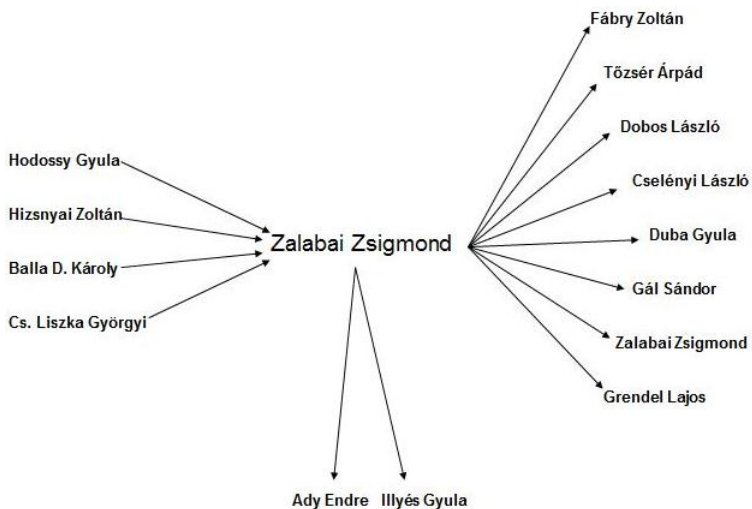 Fábry Zoltán
Tőzsér Árpád
Dobos László
Cselényi László
Duba Gyula
Gál Sándor
Zalabai Zsigmond
Grendel Lajos
Hodossy Gyula
Hizsnyai Zoltán
Balla D. Károly
Cs. Liszka Györgyi
Zalabai Zsigmond
Ady Endre
Illyés Gyula